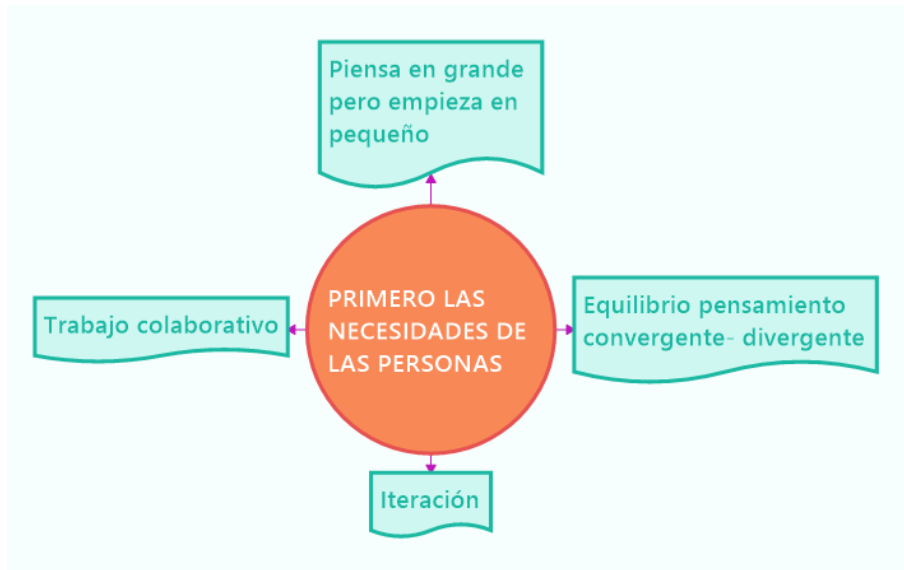 Piensa en grande
pero empieza en
pequeño
PRIMERO LAS
NECESIDADES DE
LAS PERSONAS
Trabajo colaborativo
Equilibrio pensamiento
convergente- divergente
Iteración